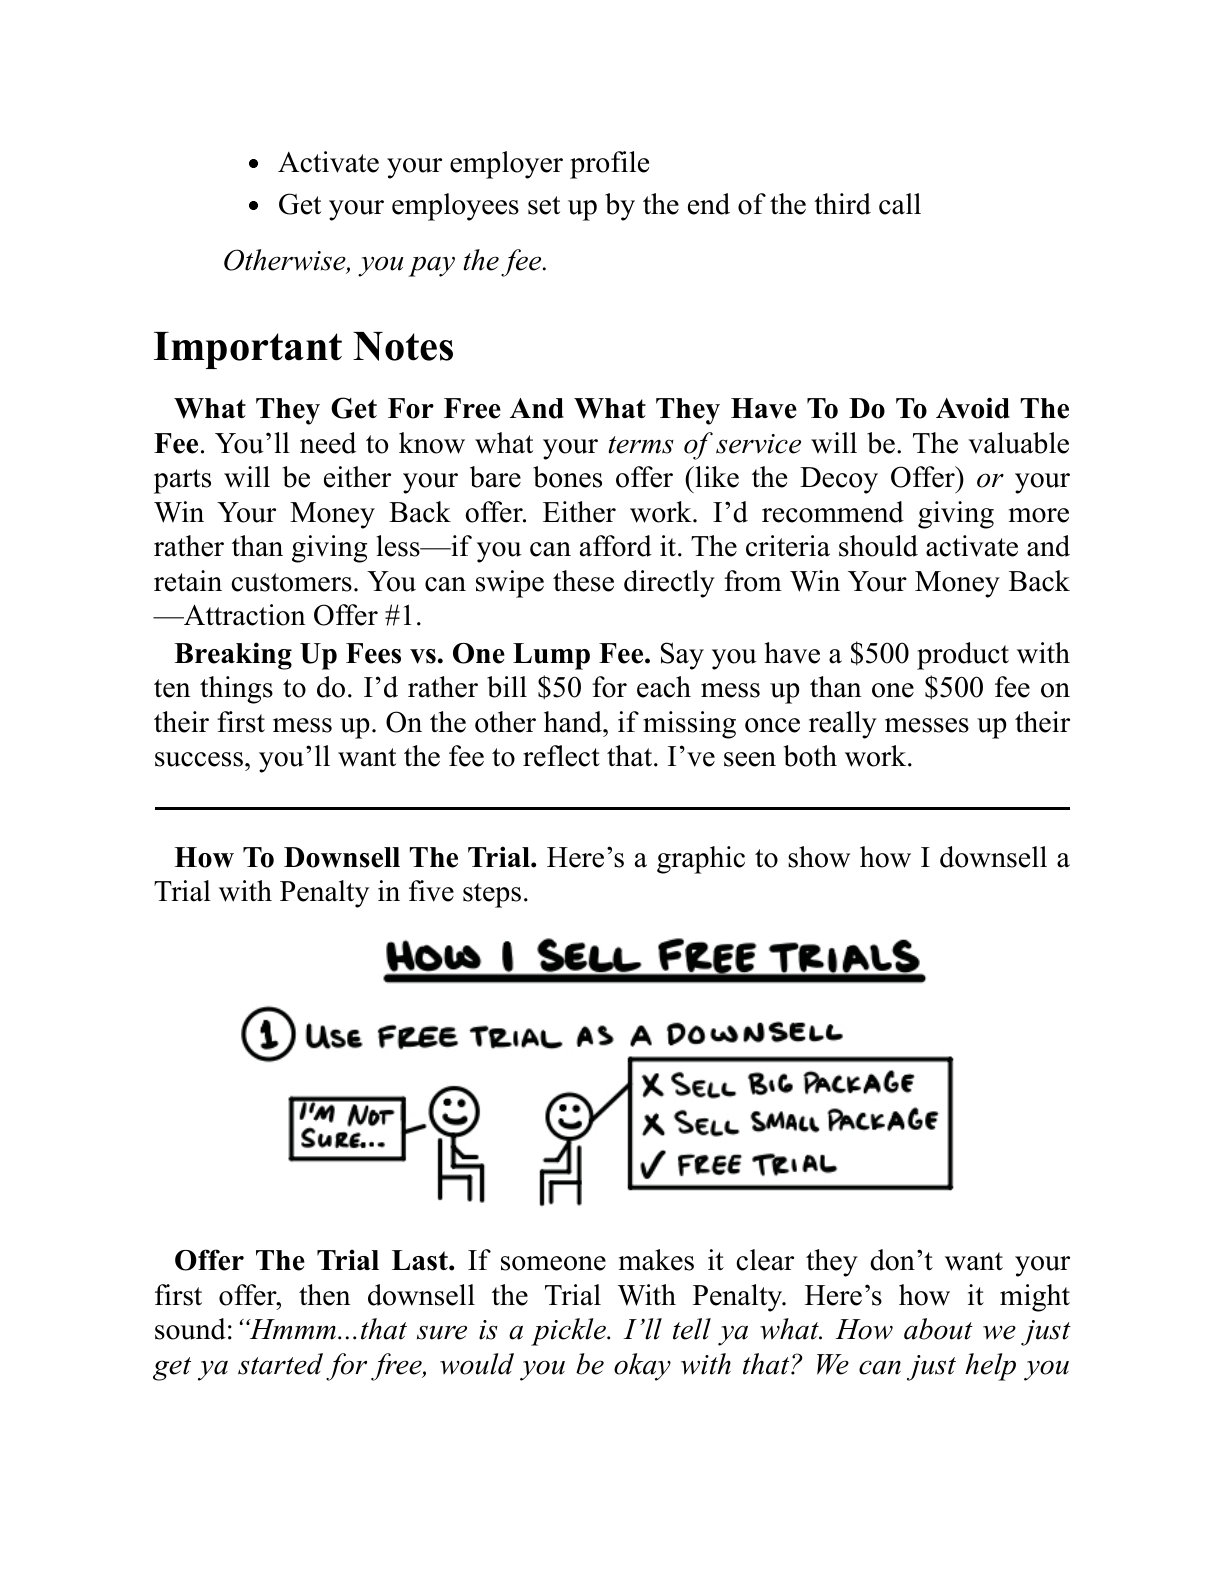 • Activate your employer profile
• Get your employees set up by the end of the third call
Otherwise, you pay the fee.
Important Notes
What They Get For Free And What They Have To Do To Avoid The
Fee. You’ll need to know what your terms of service will be. The valuable
parts will be either your bare bones offer (like the Decoy Offer) or your
Win Your Money Back offer. Either work. I’d recommend giving more
rather than giving less—if you can afford it. The criteria should activate and
retain customers. You can swipe these directly from Win Your Money Back
—Attraction Offer #1.
Breaking Up Fees vs. One Lump Fee. Say you have a $500 product with
ten things to do. I’d rather bill $50 for each mess up than one $500 fee on
their first mess up. On the other hand, if missing once really messes up their
success, you’ll want the fee to reflect that. I’ve seen both work.
How To Downsell The Trial. Here’s a graphic to show how I downsell a
Trial with Penalty in five steps.
HOW I SELL FREE TRIALS
1 USE FREE TRIAL AS A DOWNSELL
I'M NOT
SURE...
X SELL BIG PACKAGE
X SELL SMALL PACKAGE
✓ FREE TRIAL
Offer The Trial Last. If someone makes it clear they don’t want your
first offer, then downsell the Trial With Penalty. Here’s how it might
sound:“Hmmm...that sure is a pickle. I’ll tell ya what. How about we just
get ya started for free, would you be okay with that? We can just help you